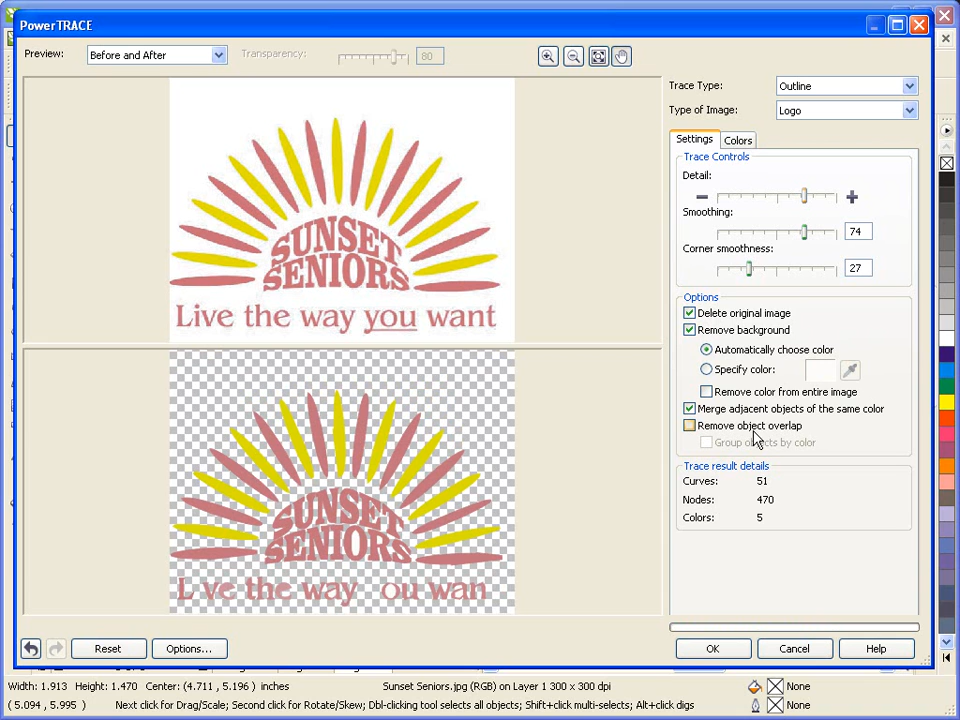 PowerTRACE
Preview: Before and After Transparency: 80
Trace Type: Outline
Type of Image: Logo
Settings Colors
Trace Controls
Detail:
Smoothing:
74
Corner smoothness:
27
Options
Delete original image
Remove background
Automatically choose color
Specify color:
Remove color from entire image
Merge adjacent objects of the same color
Remove object overlap
Group objects by color
Trace result details
Curves: 51
Nodes: 470
Colors: 5
SUNSET
SENIORS
Live the way you want
SUNSET
SENIORS
L ve the way ou wan
Reset Options... OK Cancel Help
Width: 1.913 Height: 1.470 Center: (4.711 , 5.196 ) inches Sunset Seniors.jpg (RGB) on Layer 1 300 x 300 dpi None
( 5.094 , 5.995 ) Next click for Drag/Scale; Second click for Rotate/Skew; Dbl-clicking tool selects all objects; Shift+click multi-selects; Alt+click digs None